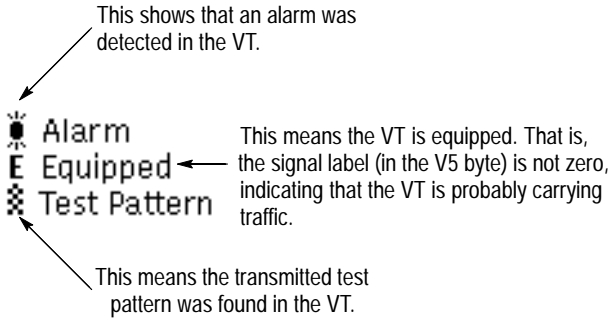 This shows that an alarm was
detected in the VT.
Alarm
E Equipped
Test Pattern
This means the VT is equipped. That is,
the signal label (in the V5 byte) is not zero,
indicating that the VT is probably carrying
traffic.
This means the transmitted test
pattern was found in the VT.